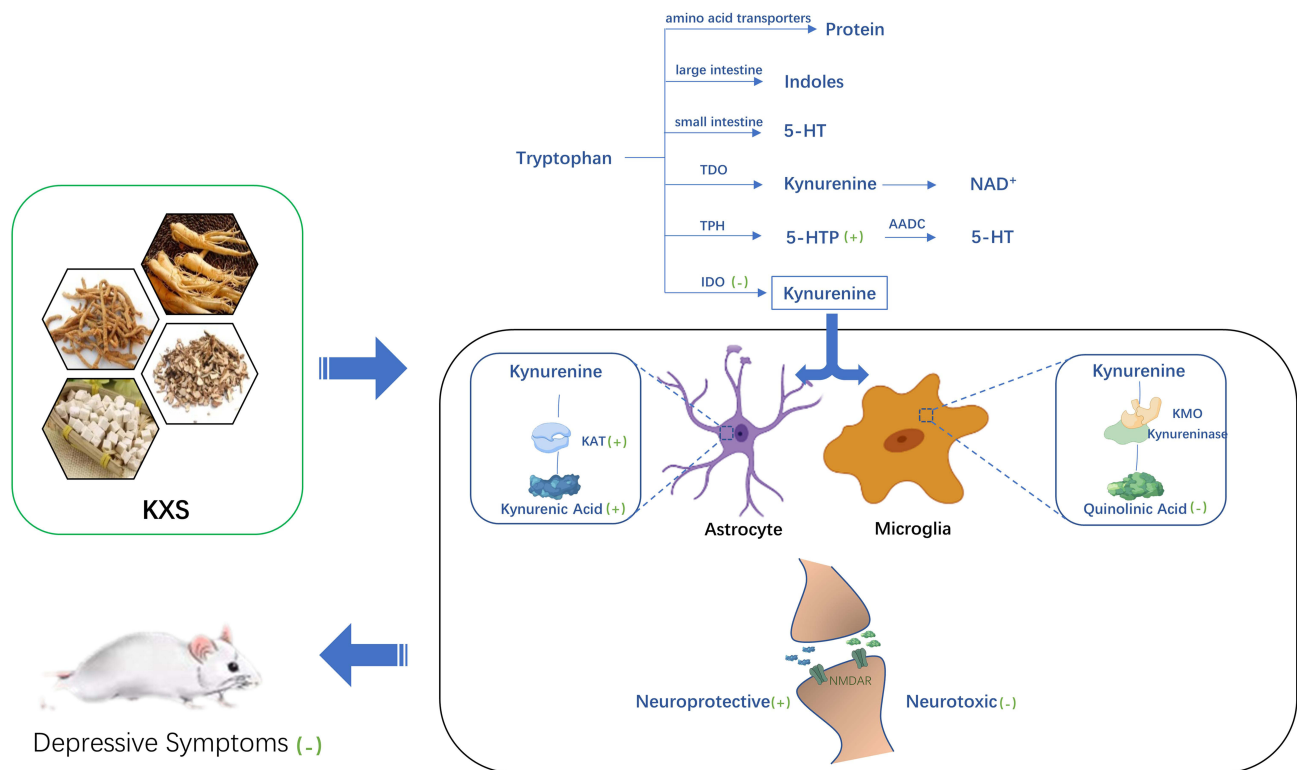 amino acid transporters
Protein
large intestine
Indoles
small intestine
5-HT
Tryptophan
TDO
Kynurenine
NAD⁺
TPH
5-HTP (+)
AADC
5-HT
IDO (-)
Kynurenine
KXS
Kynurenine
KAT(+)
Kynurenic Acid (+)
Astrocyte
Microglia
Kynurenine
KMO
Kynureninase
Quinolinic Acid (-)
NMDAR
Neuroprotective(+)
Neurotoxic(-)
Depressive Symptoms (-)